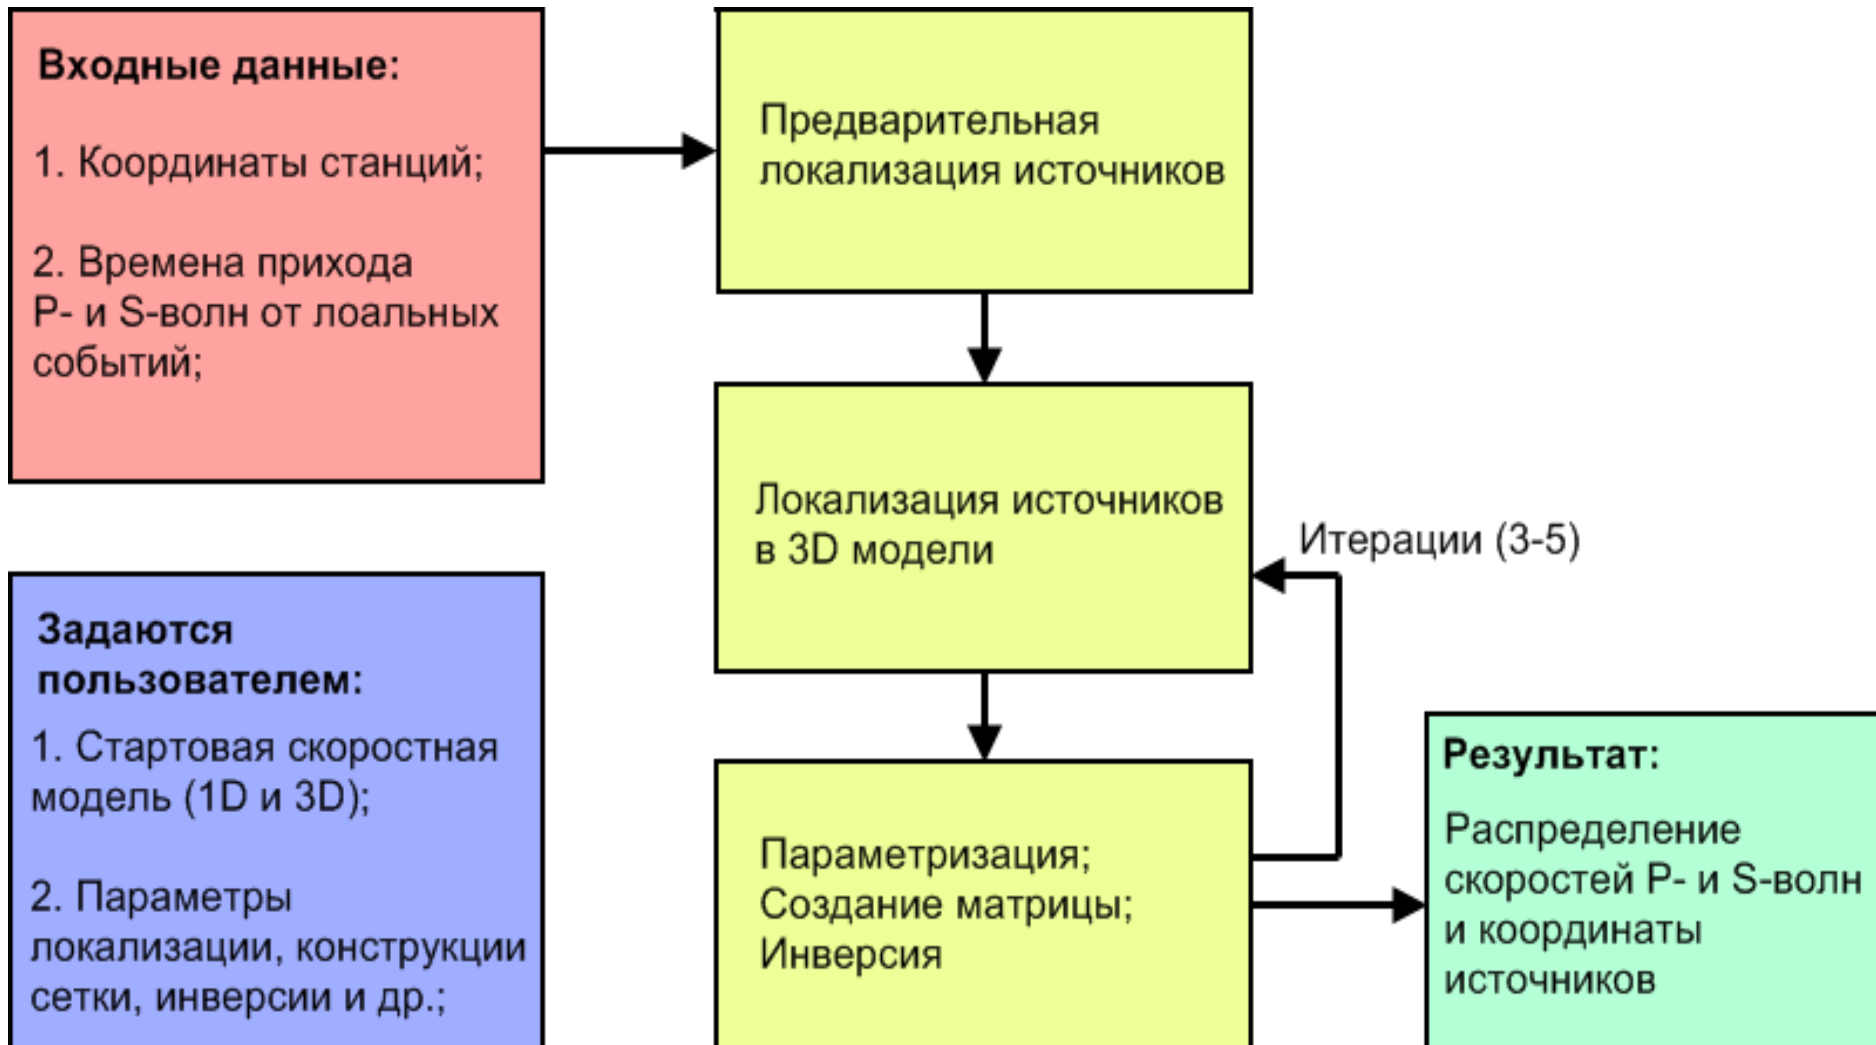 Входные данные:
1. Координаты станций;
2. Времена прихода
P- и S-волн от лоальных
событий;
Задаются
пользователем:
1. Стартовая скоростная
модель (1D и 3D);
2. Параметры
локализации, конструкции
сетки, инверсии и др.;
Предварительная
локализация источников
Локализация источников
в 3D модели
Итерации (3-5)
Параметризация;
Создание матрицы;
Инверсия
Результат:
Распределение
скоростей P- и S-волн
и координаты
источников